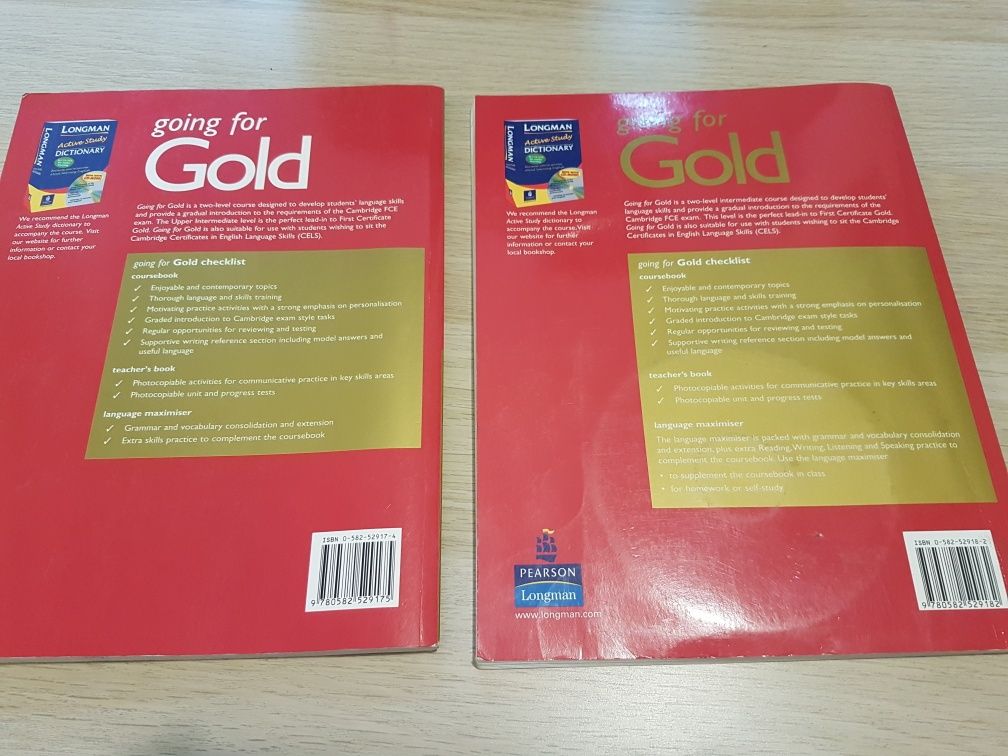 LONGMAN
LONGMAN
Active Study
DICTIONARY
We recommend the Longman
Active Study dictionary to
accompany the course. Visit
our website for further
information or contact your
local bookshop.
going for
Gold
Going for Gold is a two-level course designed to develop students' language skills
and provide a gradual introduction to the requirements of the Cambridge FCE
exam. The Upper Intermediate level is the perfect lead-in to First Certificate
Gold. Going for Gold is also suitable for use with students wishing to sit the
Cambridge Certificates in English Language Skills (CELS).
going for Gold checklist
coursebook
✓ Enjoyable and contemporary topics
✓ Thorough language and skills training
✓ Motivating practice activities with a strong emphasis on personalisation
✓ Graded introduction to Cambridge exam style tasks
✓ Regular opportunities for reviewing and testing
✓ Supportive writing reference section including model answers and
useful language
teacher's book
✓ Photocopiable activities for communicative practice in key skills areas
✓ Photocopiable unit and progress tests
language maximiser
✓ Grammar and vocabulary consolidation and extension
✓ Extra skills practice to complement the coursebook
ISBN 0-582-52917-4
9 780582 529175
LONGMAN
LONGMAN
Active Study
DICTIONARY
We recommend the Longman
Active Study dictionary to
accompany the course. Visit
our website for further
information or contact your
local bookshop.
going for
Gold
Going for Gold is a two-level intermediate course designed to develop students'
language skills and provide a gradual introduction to the requirements of the
Cambridge FCE exam. This level is the perfect lead-in to First Certificate Gold.
Going for Gold is also suitable for use with students wishing to sit the Cambridge
Certificates in English Language Skills (CELS).
going for Gold checklist
coursebook
✓ Enjoyable and contemporary topics
✓ Thorough language and skills training
✓ Motivating practice activities with a strong emphasis on personalisation
✓ Graded introduction to Cambridge exam style tasks
✓ Regular opportunities for reviewing and testing
✓ Supportive writing reference section including model answers and
useful language
teacher's book
✓ Photocopiable activities for communicative practice in key skills areas
✓ Photocopiable unit and progress tests
language maximiser
The language maximiser is packed with grammar and vocabulary consolidation
and extension, plus extra Reading, Writing, Listening and Speaking practice to
complement the coursebook. Use the language maximiser
• to supplement the coursebook in class
• for homework or self-study
PEARSON
Longman
www.longman.com
ISBN 0-582-52918-2
9 780582 529182